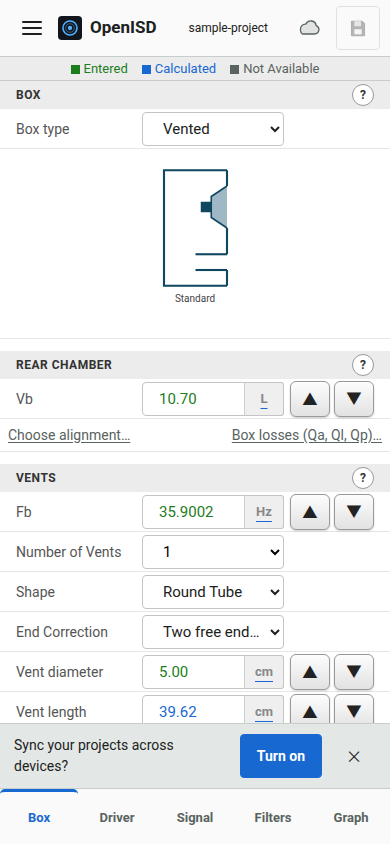 OpenISD
sample-project
Entered
Calculated
Not Available
BOX
?
Box type
Vented
Standard
REAR CHAMBER
?
Vb
10.70
L
Choose alignment…
Box losses (Qa, Ql, Qp)…
VENTS
?
Fb
35.9002
Hz
Number of Vents
1
Shape
Round Tube
End Correction
Two free end…
Vent diameter
5.00
cm
Vent length
39.62
cm
Sync your projects across
devices?
Turn on
Box
Driver
Signal
Filters
Graph